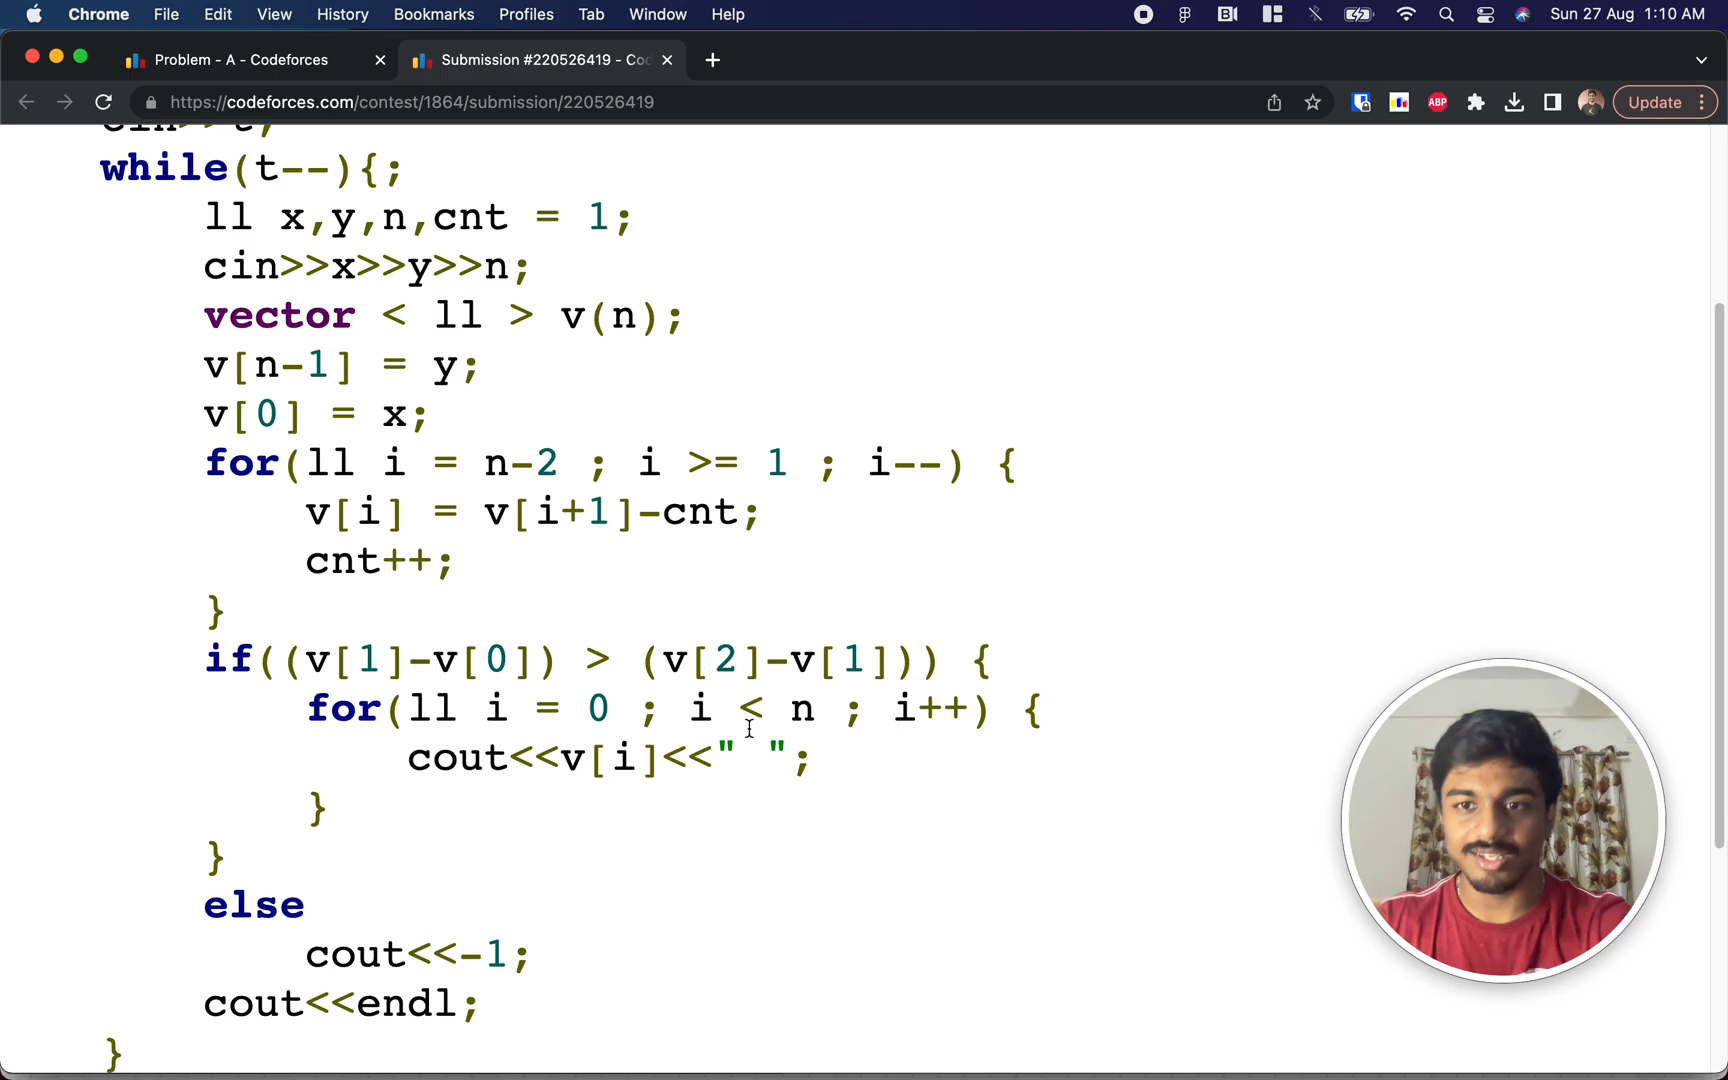 Chrome File Edit View History Bookmarks Profiles Tab Window Help Sun 27 Aug 1:10 AM
Problem - A - Codeforces Submission #220526419 - Coc
https://codeforces.com/contest/1864/submission/220526419 ABP Update
cin>>t;
while(t--){;
ll x,y,n,cnt = 1;
cin>>x>>y>>n;
vector < ll > v(n);
v[n-1] = y;
v[0] = x;
for(ll i = n-2 ; i >= 1 ; i--) {
v[i] = v[i+1]-cnt;
cnt++;
}
if((v[1]-v[0]) > (v[2]-v[1])) {
for(ll i = 0 ; i < n ; i++) {
cout<<v[i]<<" ";
}
}
else
cout<<-1;
cout<<endl;
}